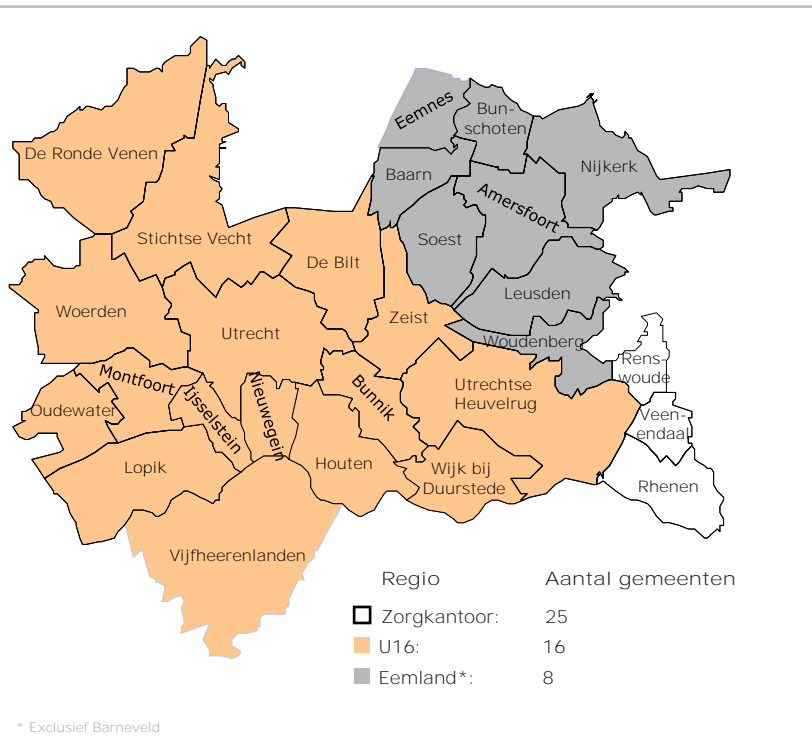 Eemnes
Bun-
schoten
De Ronde Venen
Baarn
Nijkerk
Amersfoort
Stichtse Vecht
Soest
De Bilt
Leusden
Woerden
Zeist
Utrecht
Woudenberg
Rens-
woude
Montfoort
Nieuwegein
Bunnik
Utrechtse
Heuvelrug
Oudewater
IJsselstein
Veen-
endaal
Lopik
Houten
Wijk bij
Duurstede
Rhenen
Vijfheerenlanden
Regio Aantal gemeenten
Zorgkantoor: 25
U16: 16
Eemland*: 8
* Exclusief Barneveld